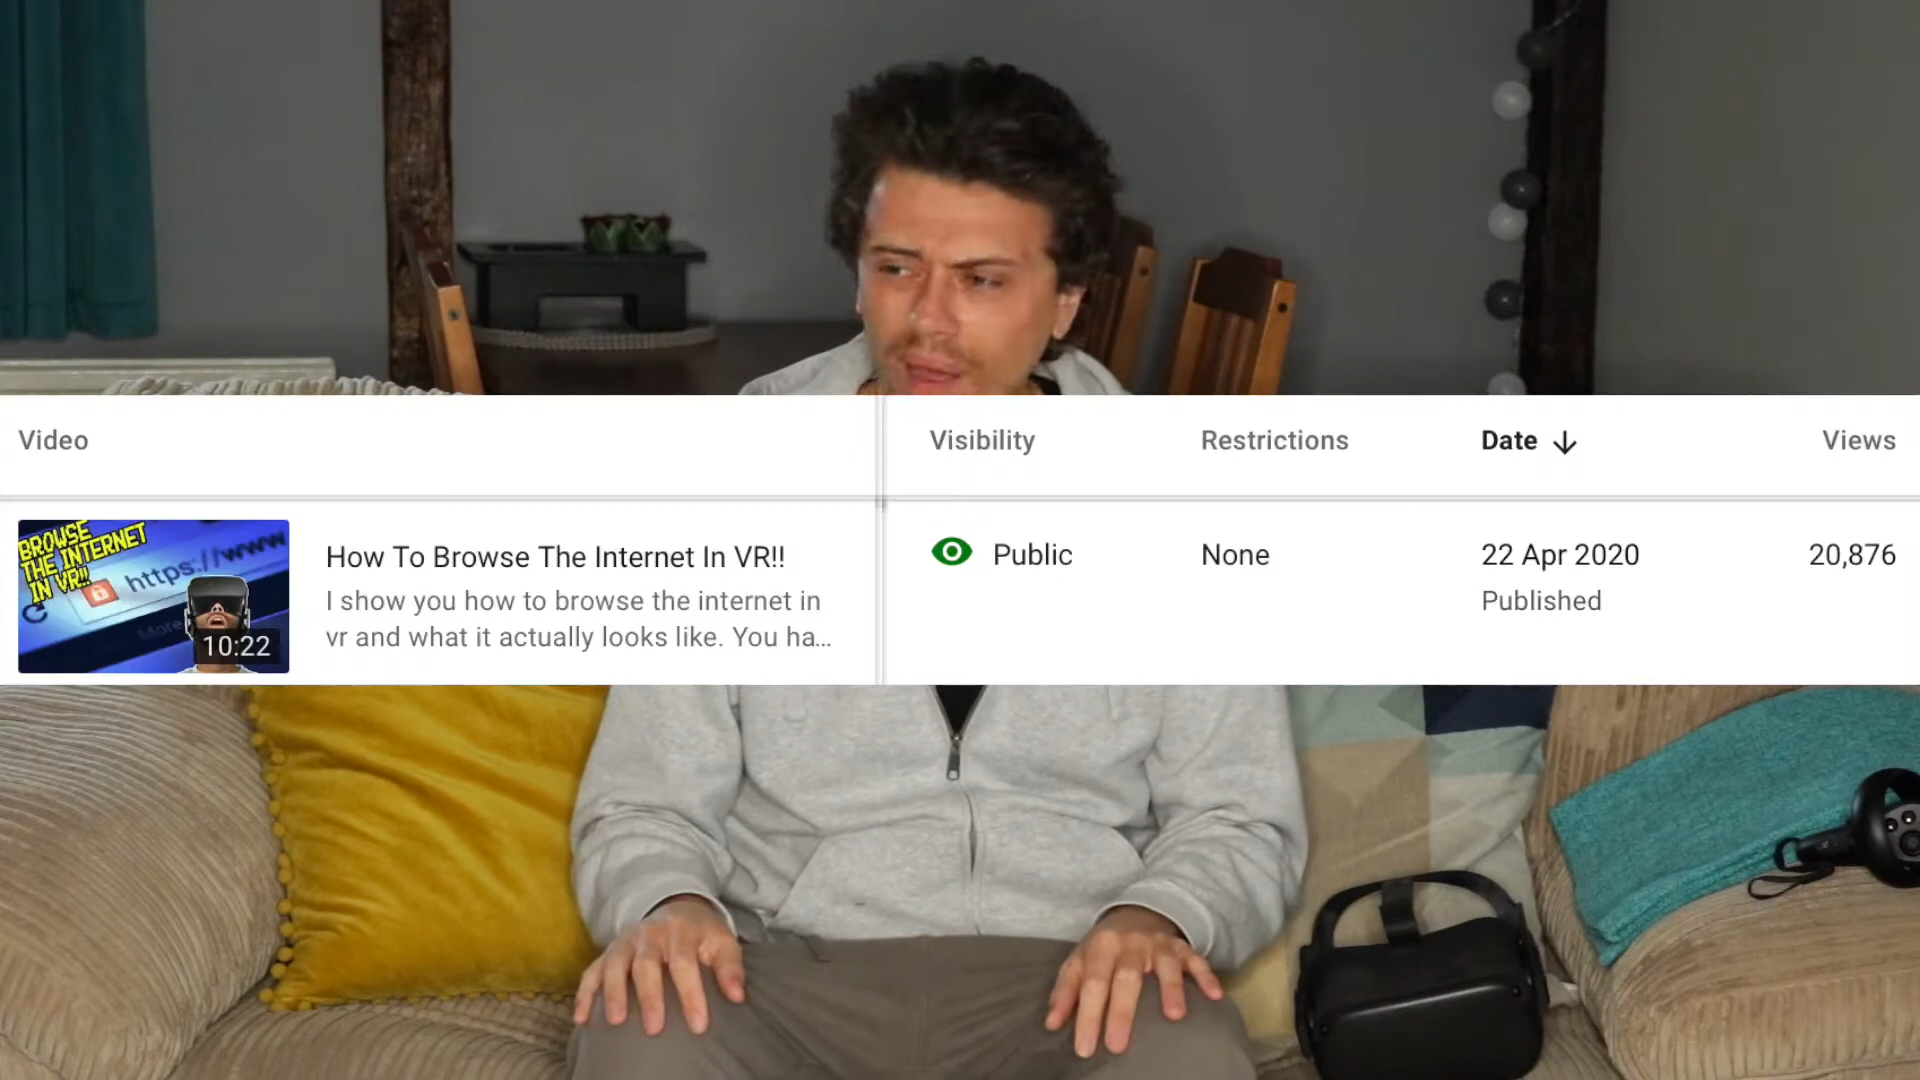 Video
Visibility
Restrictions
Date
Views
BROWSE
THE INTERNET
IN VR!!
https://www
More
10:22
How To Browse The Internet In VR!!
I show you how to browse the internet in
vr and what it actually looks like. You ha...
Public
None
22 Apr 2020
Published
20,876